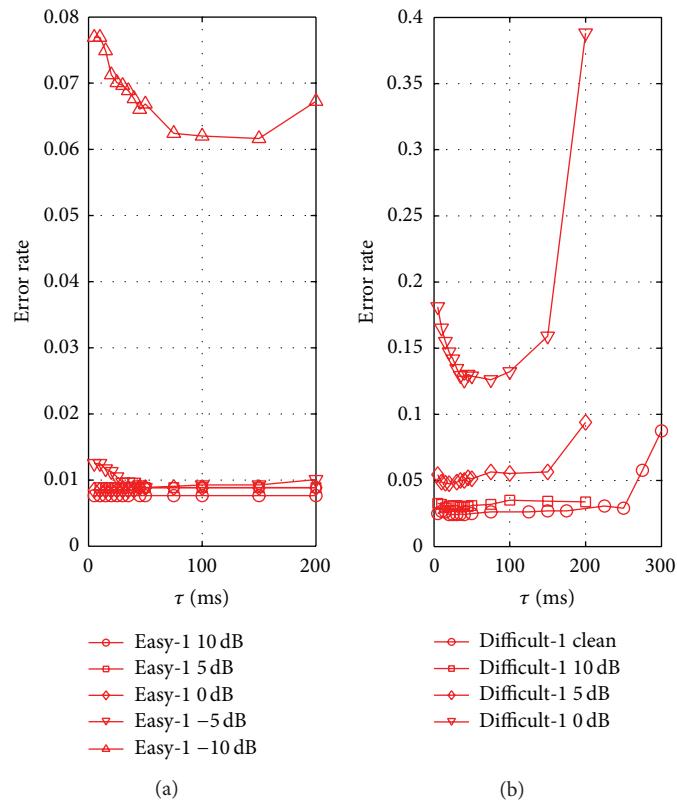 0.08
0.07
0.06
0.05
0.04
0.03
0.02
0.01
0
Error rate
0 100 200
τ (ms)
Easy-1 10 dB
Easy-1 5 dB
Easy-1 0 dB
Easy-1 −5 dB
Easy-1 −10 dB
(a)
0.4
0.35
0.3
0.25
0.2
0.15
0.1
0.05
0
Error rate
0 100 200 300
τ (ms)
Difficult-1 clean
Difficult-1 10 dB
Difficult-1 5 dB
Difficult-1 0 dB
(b)